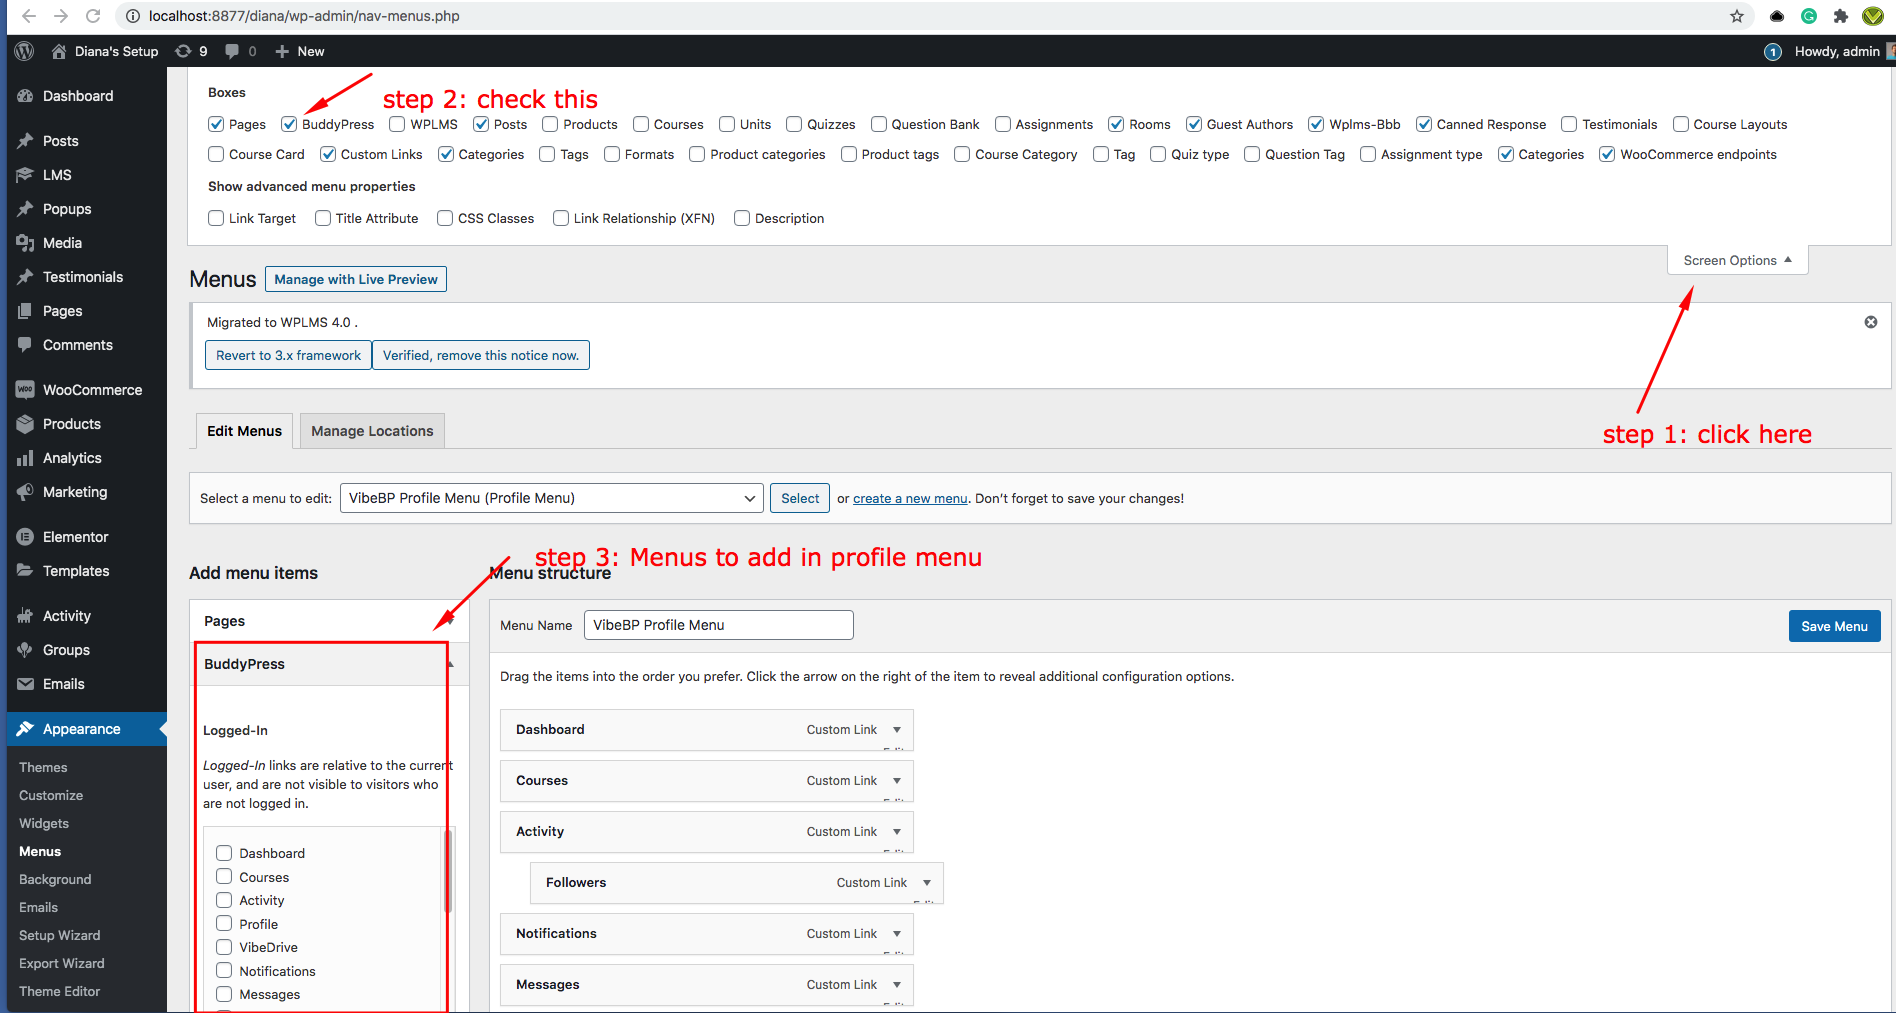 localhost:8877/diana/wp-admin/nav-menus.php
Diana's Setup 9 0 New
1 Howdy, admin
Dashboard
Posts
LMS
Popups
Media
Testimonials
Pages
Comments
WooCommerce
Products
Analytics
Marketing
Elementor
Templates
Activity
Groups
Emails
Appearance
Themes
Customize
Widgets
Menus
Background
Emails
Setup Wizard
Export Wizard
Theme Editor
Boxes
step 2: check this
Pages BuddyPress WPLMS Posts Products Courses Units Quizzes Question Bank Assignments Rooms Guest Authors Wplms-Bbb Canned Response Testimonials Course Layouts
Course Card Custom Links Categories Tags Formats Product categories Product tags Course Category Tag Quiz type Question Tag Assignment type Categories WooCommerce endpoints
Show advanced menu properties
Link Target Title Attribute CSS Classes Link Relationship (XFN) Description
Screen Options
Menus Manage with Live Preview
Migrated to WPLMS 4.0 .
Revert to 3.x framework Verified, remove this notice now.
step 1: click here
Edit Menus Manage Locations
Select a menu to edit: VibeBP Profile Menu (Profile Menu) Select or create a new menu. Don't forget to save your changes!
step 3: Menus to add in profile menu
Add menu items
Pages
BuddyPress
Logged-In
Logged-In links are relative to the current
user, and are not visible to visitors who
are not logged in.
Dashboard
Courses
Activity
Profile
VibeDrive
Notifications
Messages
Menu structure
Menu Name VibeBP Profile Menu Save Menu
Drag the items into the order you prefer. Click the arrow on the right of the item to reveal additional configuration options.
Dashboard Custom Link
Edit
Courses Custom Link
Edit
Activity Custom Link
Edit
Followers Custom Link
Edit
Notifications Custom Link
Edit
Messages Custom Link
Edit